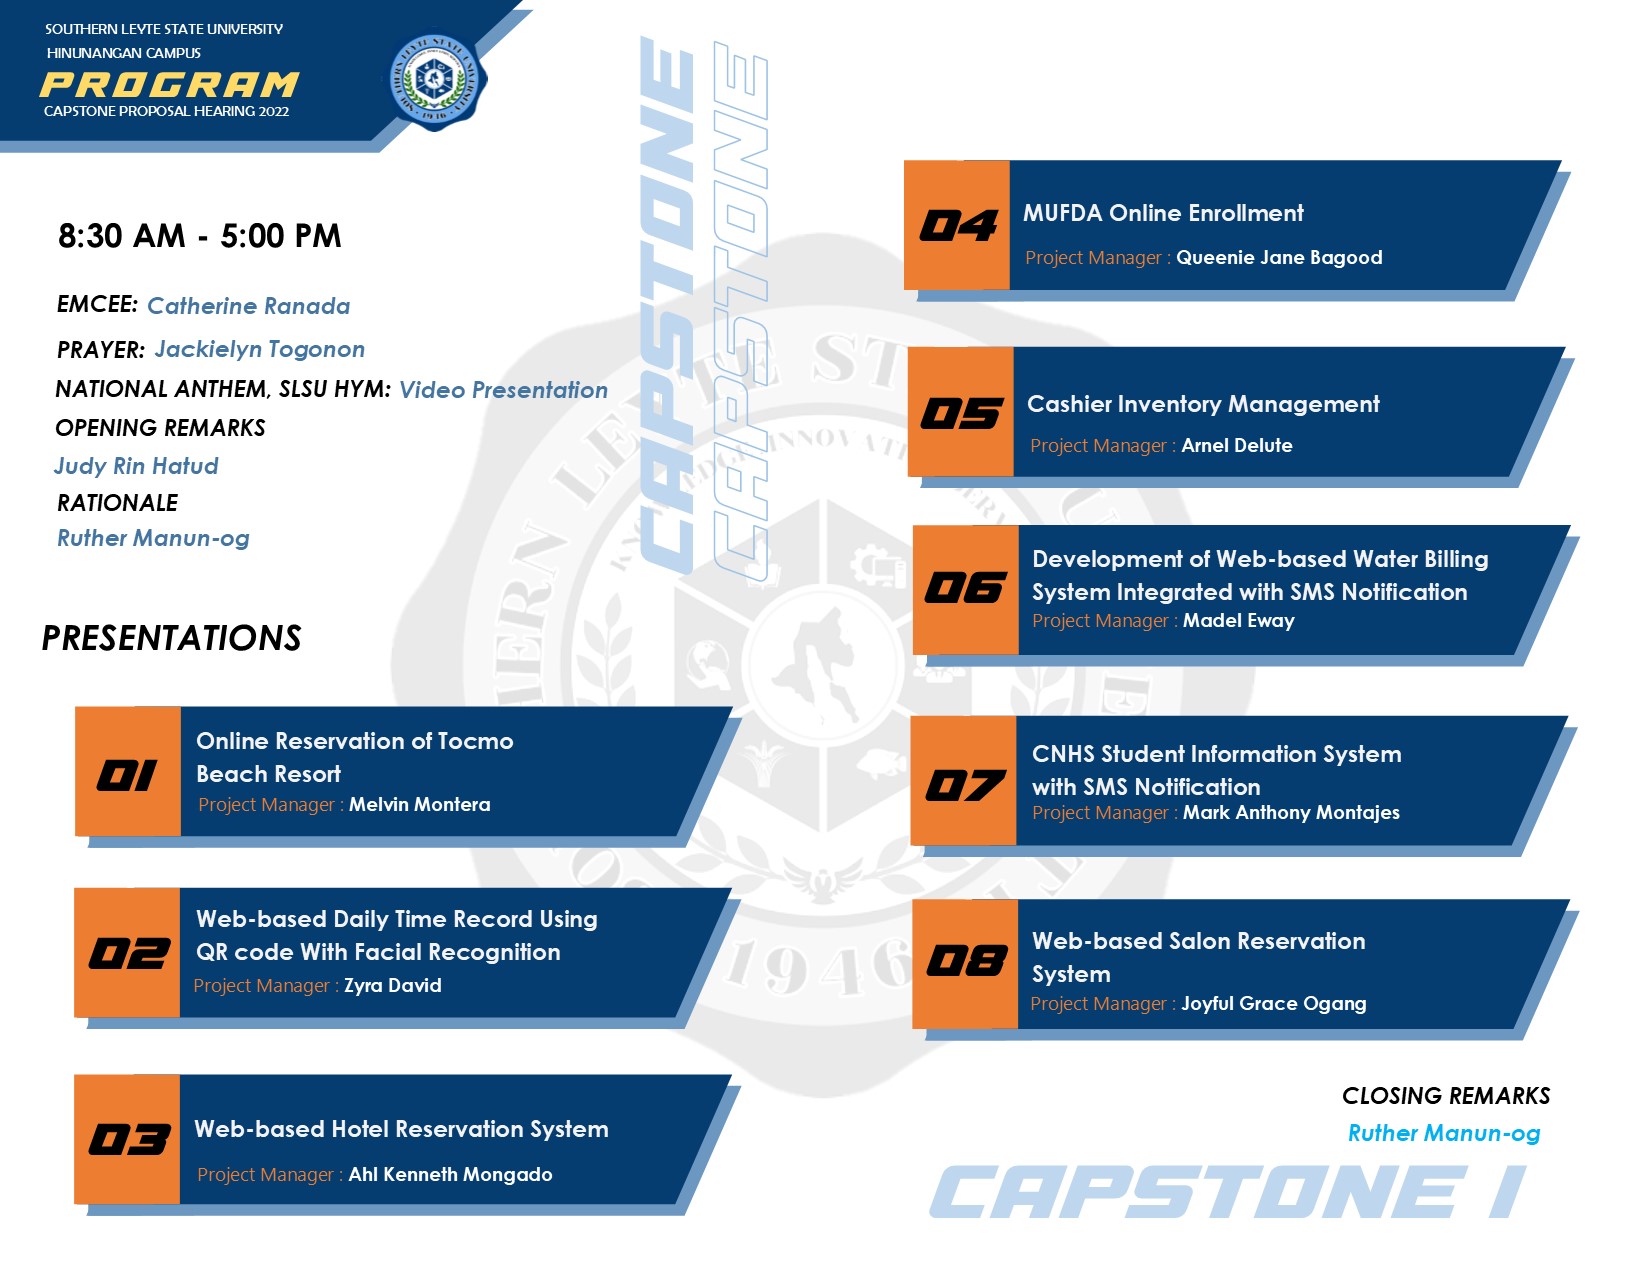 SOUTHERN LEYTE STATE UNIVERSITY
HINUNANGAN CAMPUS
PROGRAM
CAPSTONE PROPOSAL HEARING 2022
8:30 AM - 5:00 PM
EMCEE: Catherine Ranada
PRAYER: Jackielyn Togonon
NATIONAL ANTHEM, SLSU HYM: Video Presentation
OPENING REMARKS
Judy Rin Hatud
RATIONALE
Ruther Manun-og
CAPSTONE
CAPSTONE
PRESENTATIONS
01
Online Reservation of Tocmo
Beach Resort
Project Manager : Melvin Montera
02
Web-based Daily Time Record Using
QR code With Facial Recognition
Project Manager : Zyra David
03
Web-based Hotel Reservation System
Project Manager : Ahl Kenneth Mongado
04
MUFDA Online Enrollment
Project Manager : Queenie Jane Bagood
05
Cashier Inventory Management
Project Manager : Arnel Delute
06
Development of Web-based Water Billing
System Integrated with SMS Notification
Project Manager : Madel Eway
07
CNHS Student Information System
with SMS Notification
Project Manager : Mark Anthony Montajes
08
Web-based Salon Reservation
System
Project Manager : Joyful Grace Ogang
1946
CLOSING REMARKS
Ruther Manun-og
CAPSTONE I